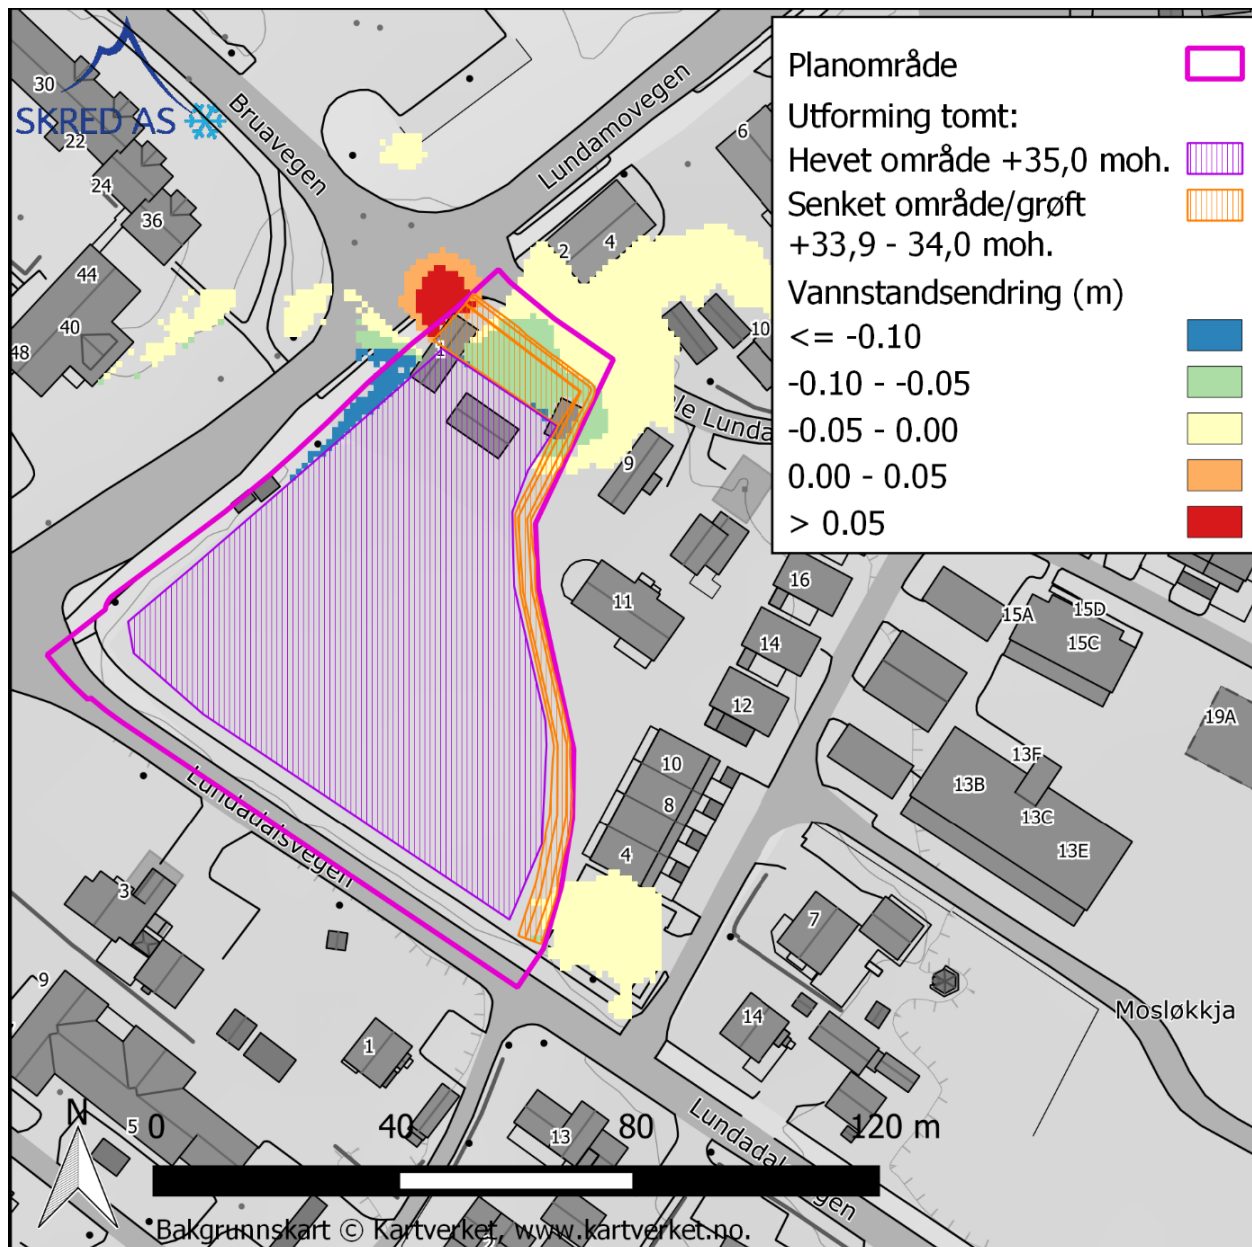 SKRED AS
Planområde
Utforming tomt:
Hevet område +35,0 moh.
Senket område/grøft
+33,9 - 34,0 moh.
Vannstandsendring (m)
<= -0.10
-0.10 - -0.05
-0.05 - 0.00
0.00 - 0.05
> 0.05
30
22
24
36
44
40
48
Bruavegen
Lundamovegen
6
2
4
10
1
le Lunda
9
11
16
14
12
10
8
4
15A
15D
15C
19A
13F
13B
13C
13E
Lundadalsvegen
3
9
7
14
Mosløkkja
1
5
13
N
0
40
80
120 m
Bakgrunnskart © Kartverket, www.kartverket.no.